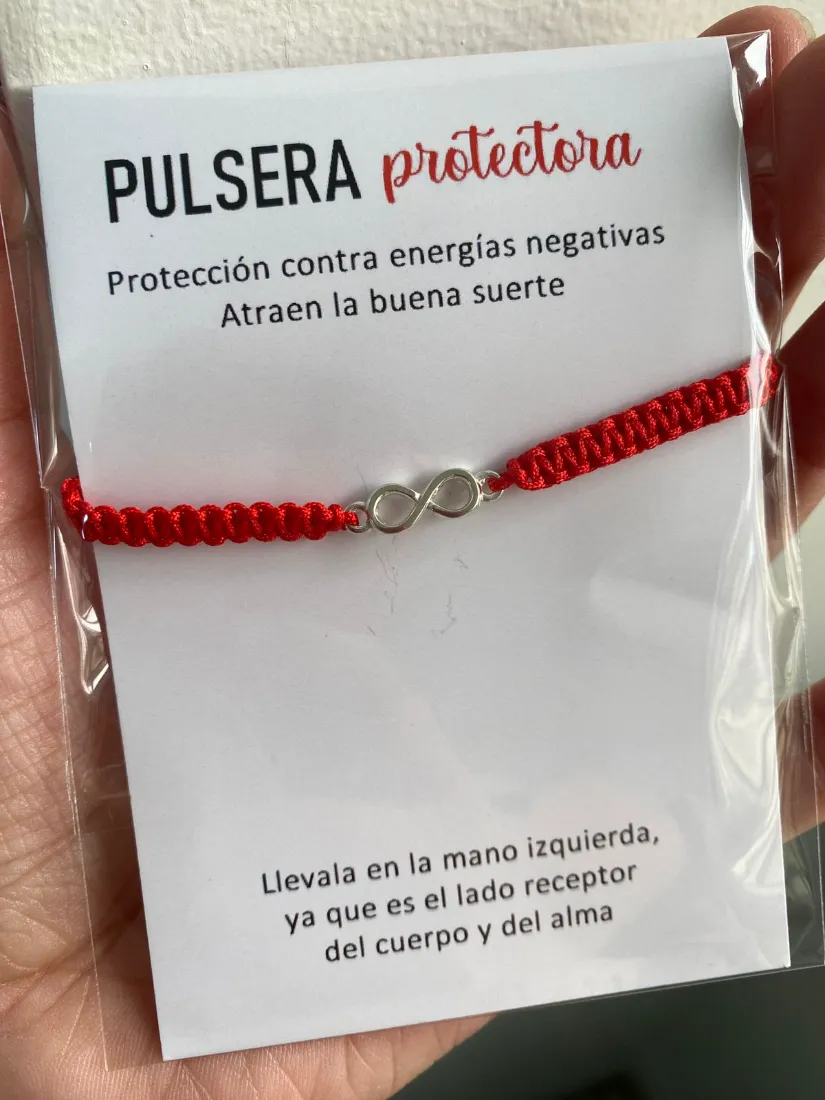 PULSERA protectora
Protección contra energías negativas
Atraen la buena suerte
Llevala en la mano izquierda,
ya que es el lado receptor
del cuerpo y del alma